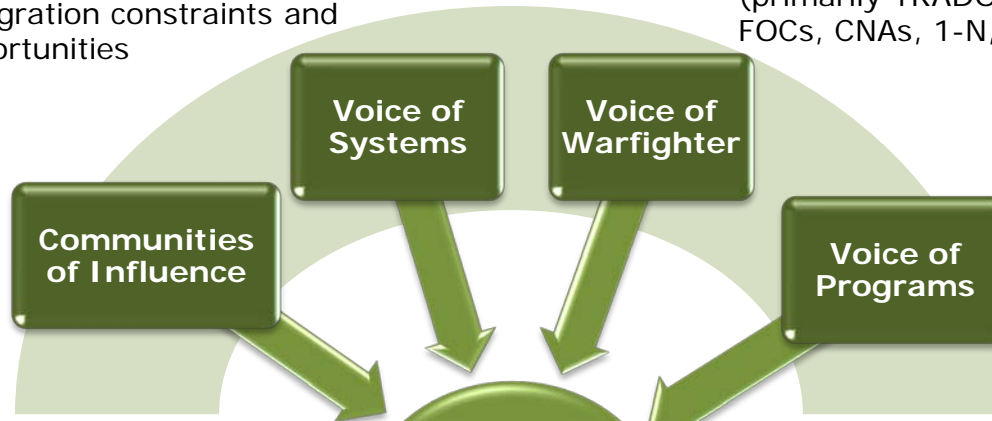 gration constraints and
ortunities
(primarily TRADOC
FOCs, CNAs, 1-N,
Voice of
Systems
Voice of
Warfighter
Communities
of Influence
Voice of
Programs